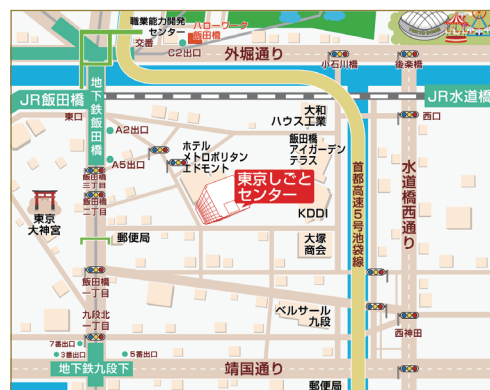 職業能力開発
センター
ハローワーク
飯田橋
交番
C2出口
外堀通り
小石川橋
後楽橋
JR飯田橋
地下鉄飯田橋
JR水道橋
東口
西口
A2出口
A5出口
大和
ハウス工業
ホテル
メトロポリタン
エドモント
飯田橋
アイガーデン
テラス
飯田橋
三丁目
飯田橋
二丁目
東京しごと
センター
首都高速5号池袋線
水道橋西通り
東京
大神宮
KDDI
郵便局
大塚
商会
飯田橋
一丁目
ベルサール
九段
九段北
一丁目
西神田
7番出口
3番出口
5番出口
地下鉄九段下
靖国通り
郵便局